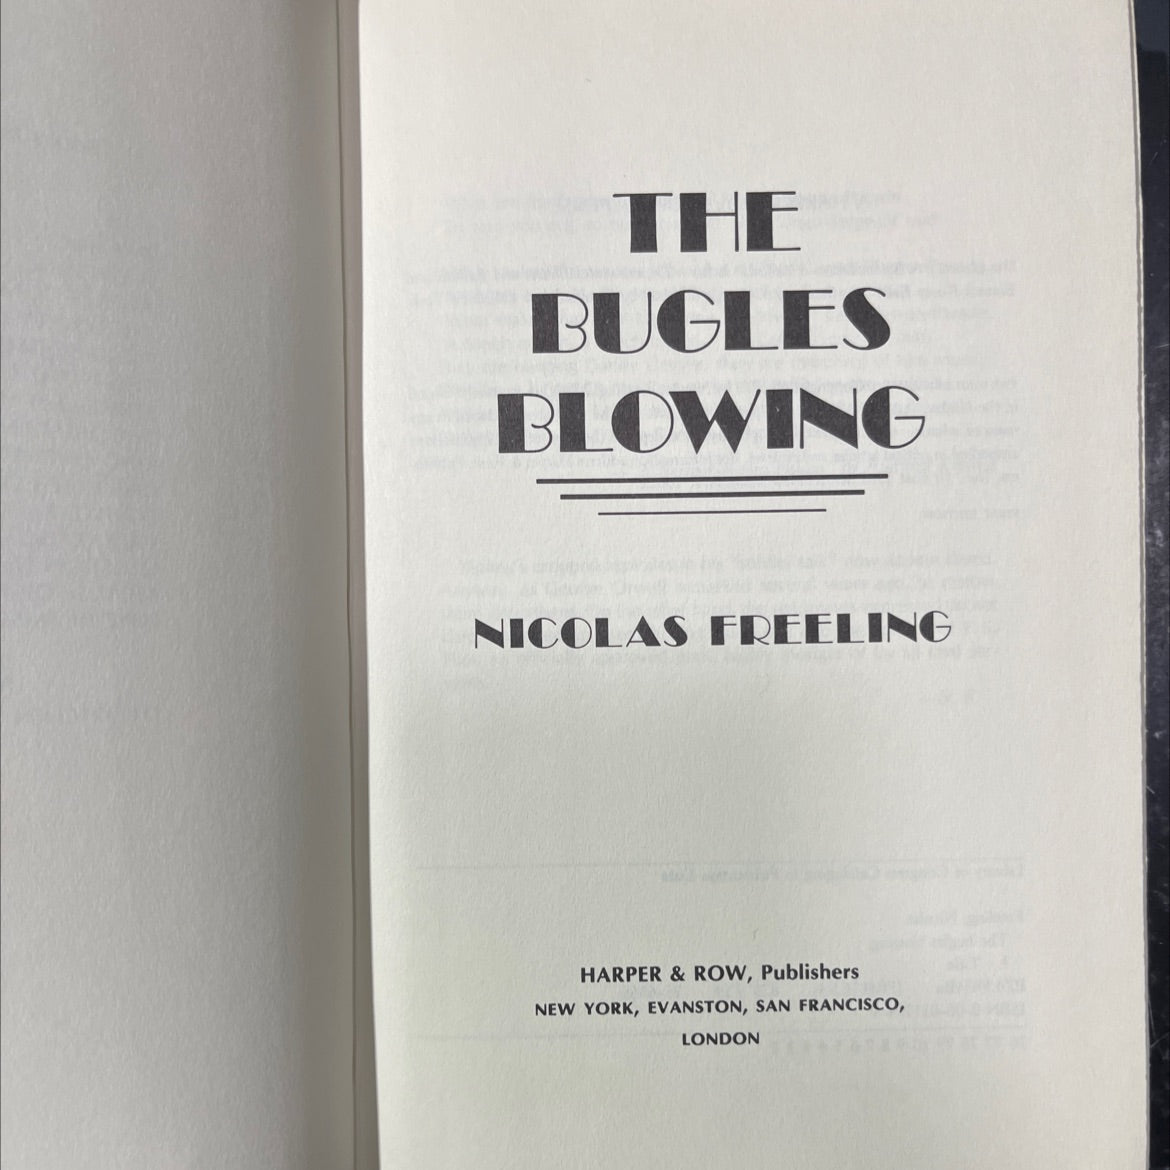 THE
BUGLES
BLOWING
NICOLAS FREELING
HARPER & ROW, Publishers
NEW YORK, EVANSTON, SAN FRANCISCO,
LONDON